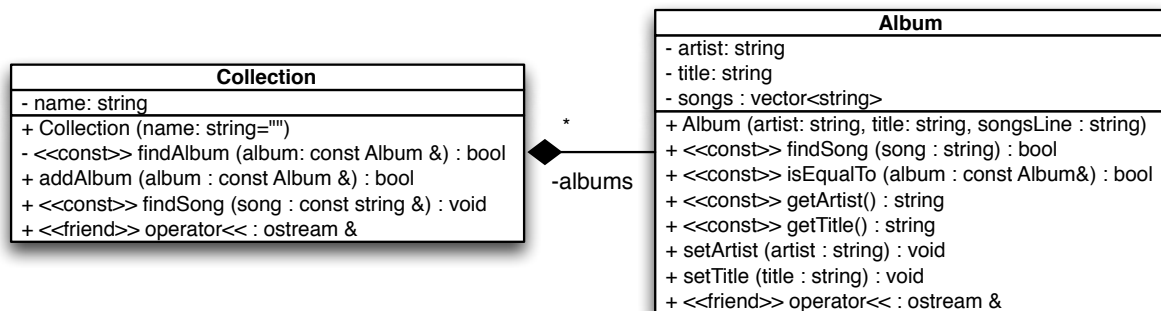 Collection
- name: string
+ Collection (name: string="")
- <<const>> findAlbum (album: const Album &) : bool
+ addAlbum (album : const Album &) : bool
+ <<const>> findSong (song : const string &) : void
+ <<friend>> operator<< : ostream &
*
-albums
Album
- artist: string
- title: string
- songs : vector<string>
+ Album (artist: string, title: string, songsLine : string)
+ <<const>> findSong (song : string) : bool
+ <<const>> isEqualTo (album : const Album&) : bool
+ <<const>> getArtist() : string
+ <<const>> getTitle() : string
+ setArtist (artist : string) : void
+ setTitle (title : string) : void
+ <<friend>> operator<< : ostream &